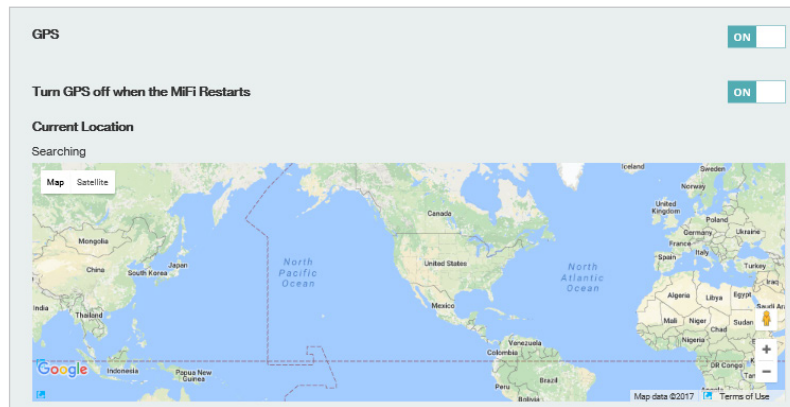 GPS
ON
Turn GPS off when the MiFi Restarts
ON
Current Location
Searching
Map Satellite
Iceland
Sweden
Norway
United
Kingdom
Canada
Poland
Germany
Ukraine
France
Mongolia
Italy
Spain
Turkey
North
Pacific
Ocean
United States
North
Atlantic
Ocean
China
South Korea
Japan
Iraq
Algeria
Libya
Egypt
Mexico
India
Thailand
Mali
Niger
Chad
Sudan
Nigeria
Venezuela
Colombia
Google
Indonesia
Papua New
Guinea
DR Congo
Peru
Brazil
Bolivia
Map data ©2017
Terms of Use